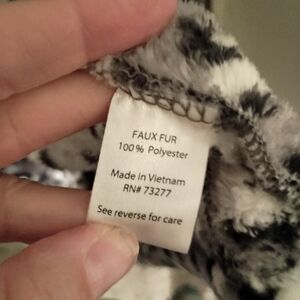 FAUX FUR
100% Polyester
Made in Vietnam
RN# 73277
See reverse for care